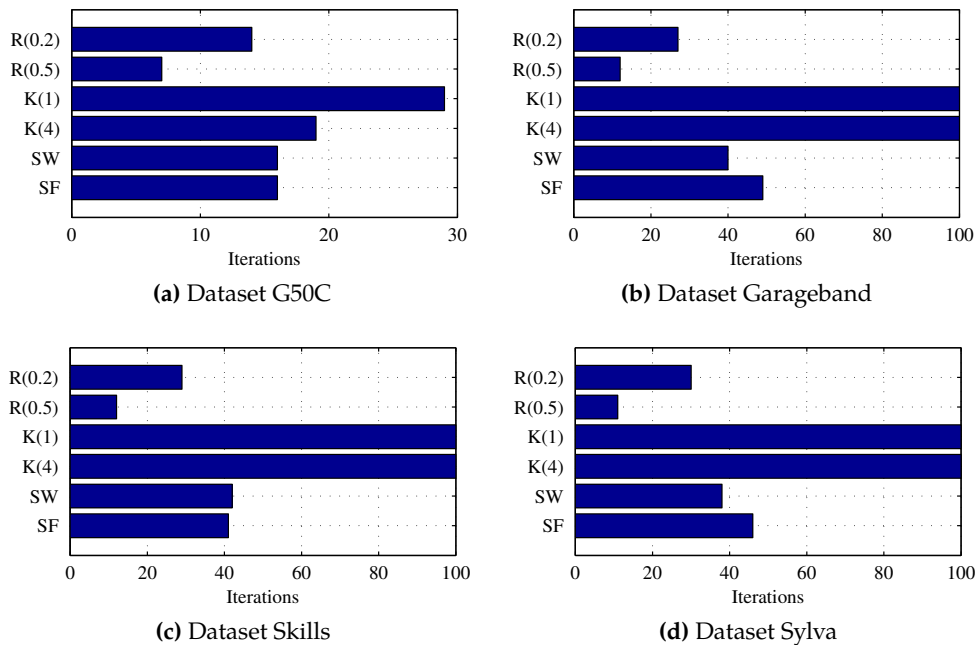 R(0.2)
R(0.5)
K(1)
K(4)
SW
SF
0 10 20 30
Iterations
(a) Dataset G50C
R(0.2)
R(0.5)
K(1)
K(4)
SW
SF
0 20 40 60 80 100
Iterations
(b) Dataset Garageband
R(0.2)
R(0.5)
K(1)
K(4)
SW
SF
0 20 40 60 80 100
Iterations
(c) Dataset Skills
R(0.2)
R(0.5)
K(1)
K(4)
SW
SF
0 20 40 60 80 100
Iterations
(d) Dataset Sylva